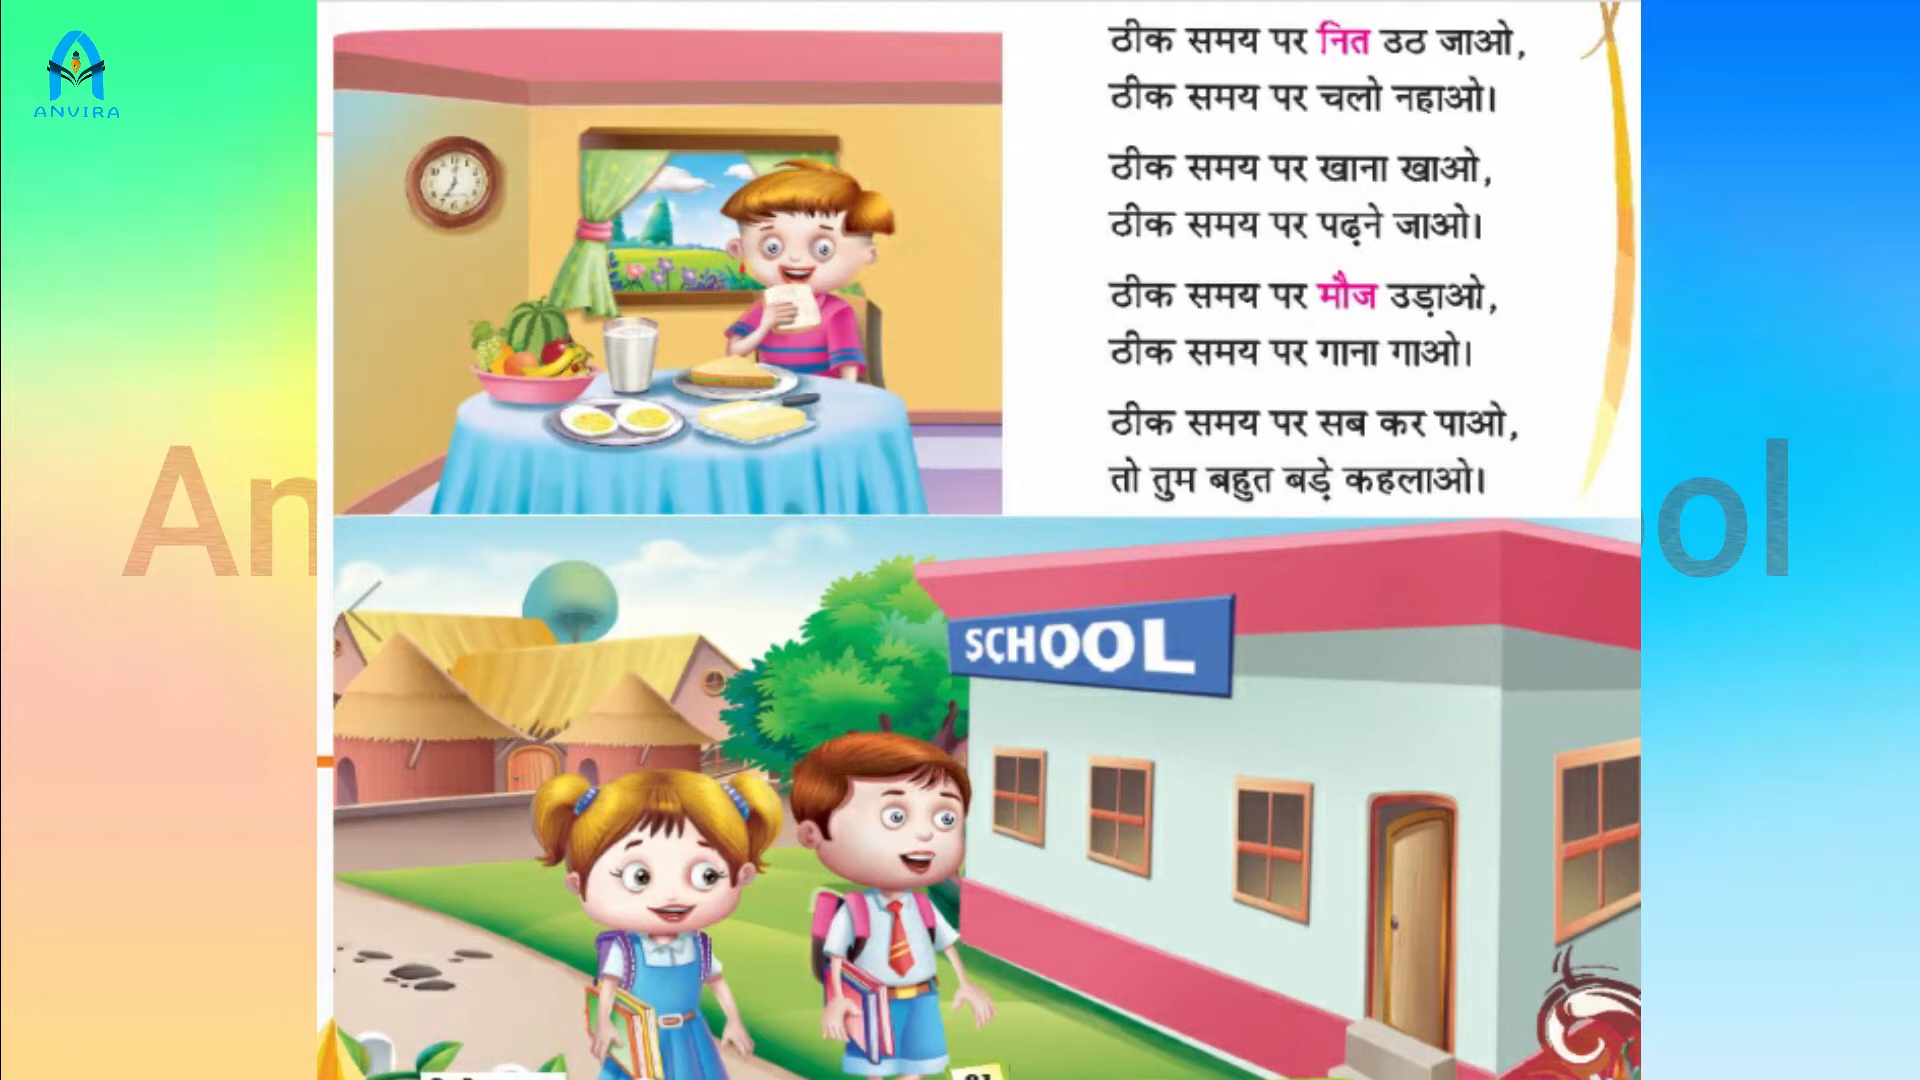 ANVIRA
ठीक समय पर नित उठ जाओ,
ठीक समय पर चलो नहाओ।
ठीक समय पर खाना खाओ,
ठीक समय पर पढ़ने जाओ।
ठीक समय पर मौज उड़ाओ,
ठीक समय पर गाना गाओ।
ठीक समय पर सब कर पाओ,
तो तुम बहुत बड़े कहलाओ।
SCHOOL